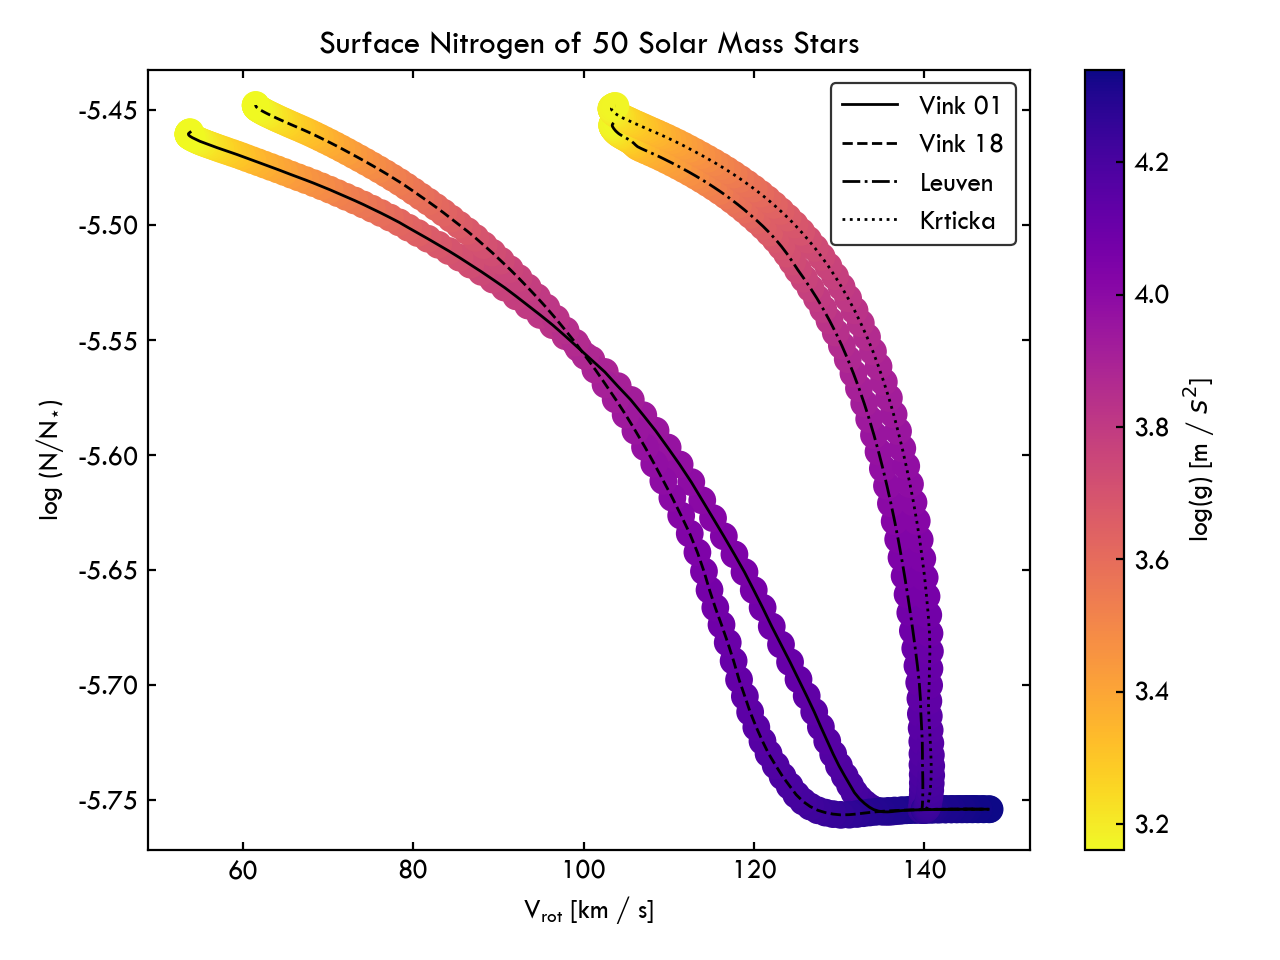 Surface Nitrogen of 50 Solar Mass Stars
-5.45
-5.50
-5.55
-5.60
-5.65
-5.70
-5.75
log (N/N⋆)
60
80
100
120
140
V_rot [km / s]
Vink 01
Vink 18
Leuven
Krticka
4.2
4.0
3.8
3.6
3.4
3.2
log(g) [m / s²]